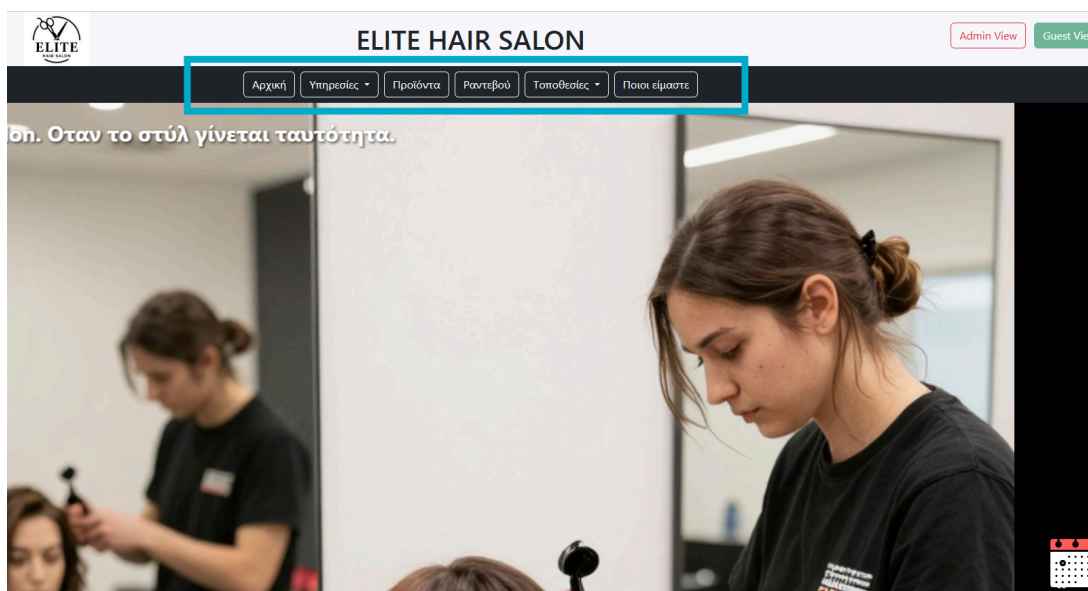 ELITE
HAIR SALON
ELITE HAIR SALON
Admin View
Guest Vie
Αρχική
Υπηρεσίες
Προϊόντα
Ραντεβού
Τοποθεσίες
Ποιοι είμαστε
on. Οταν το στύλ γίνεται ταυτότητα.